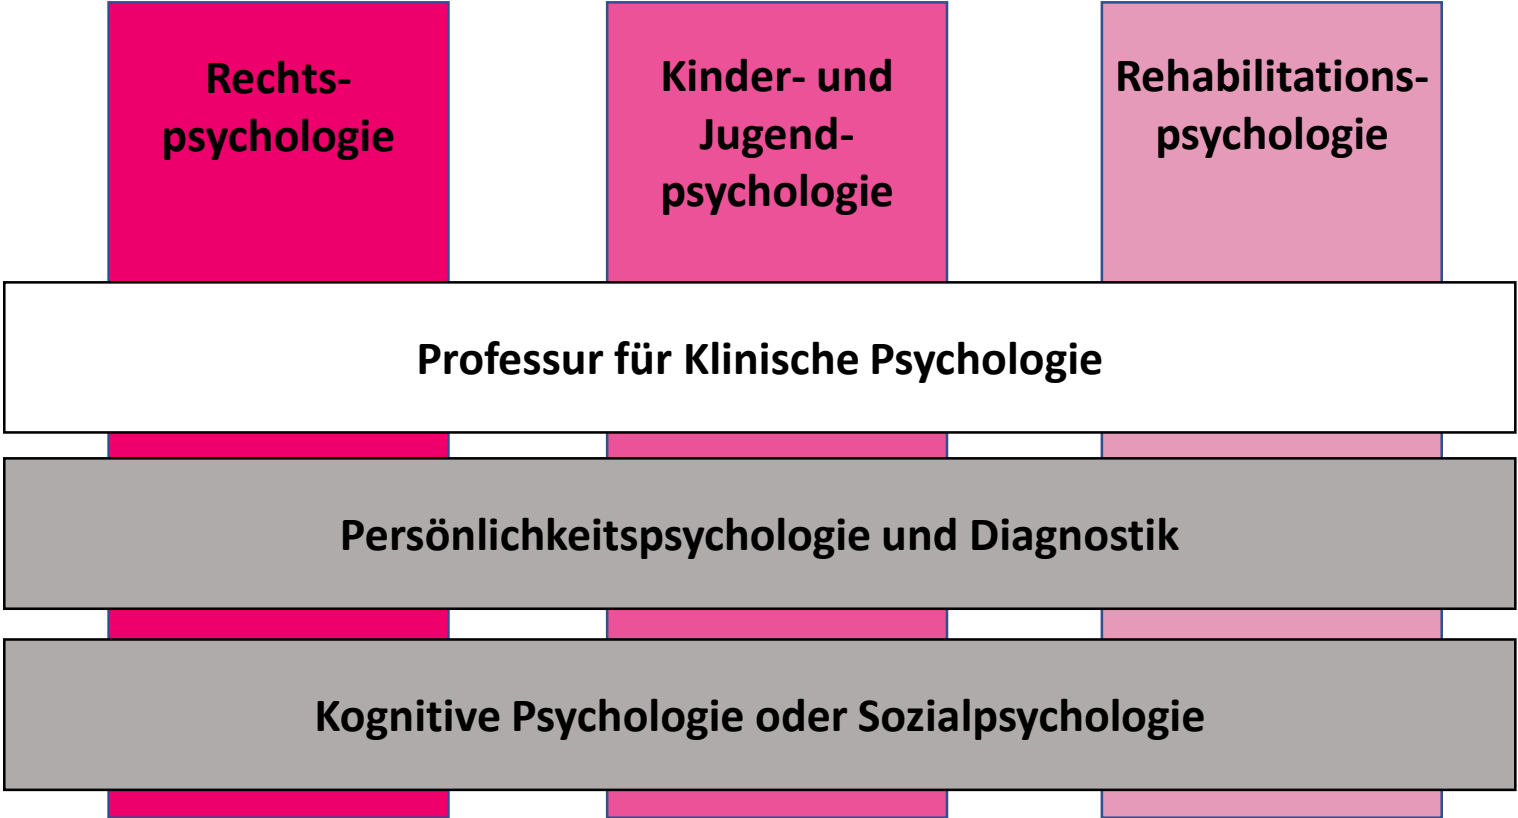 Rechts-
psychologie
Kinder- und
Jugend-
psychologie
Rehabilitations-
psychologie
Professur für Klinische Psychologie
Persönlichkeitspsychologie und Diagnostik
Kognitive Psychologie oder Sozialpsychologie